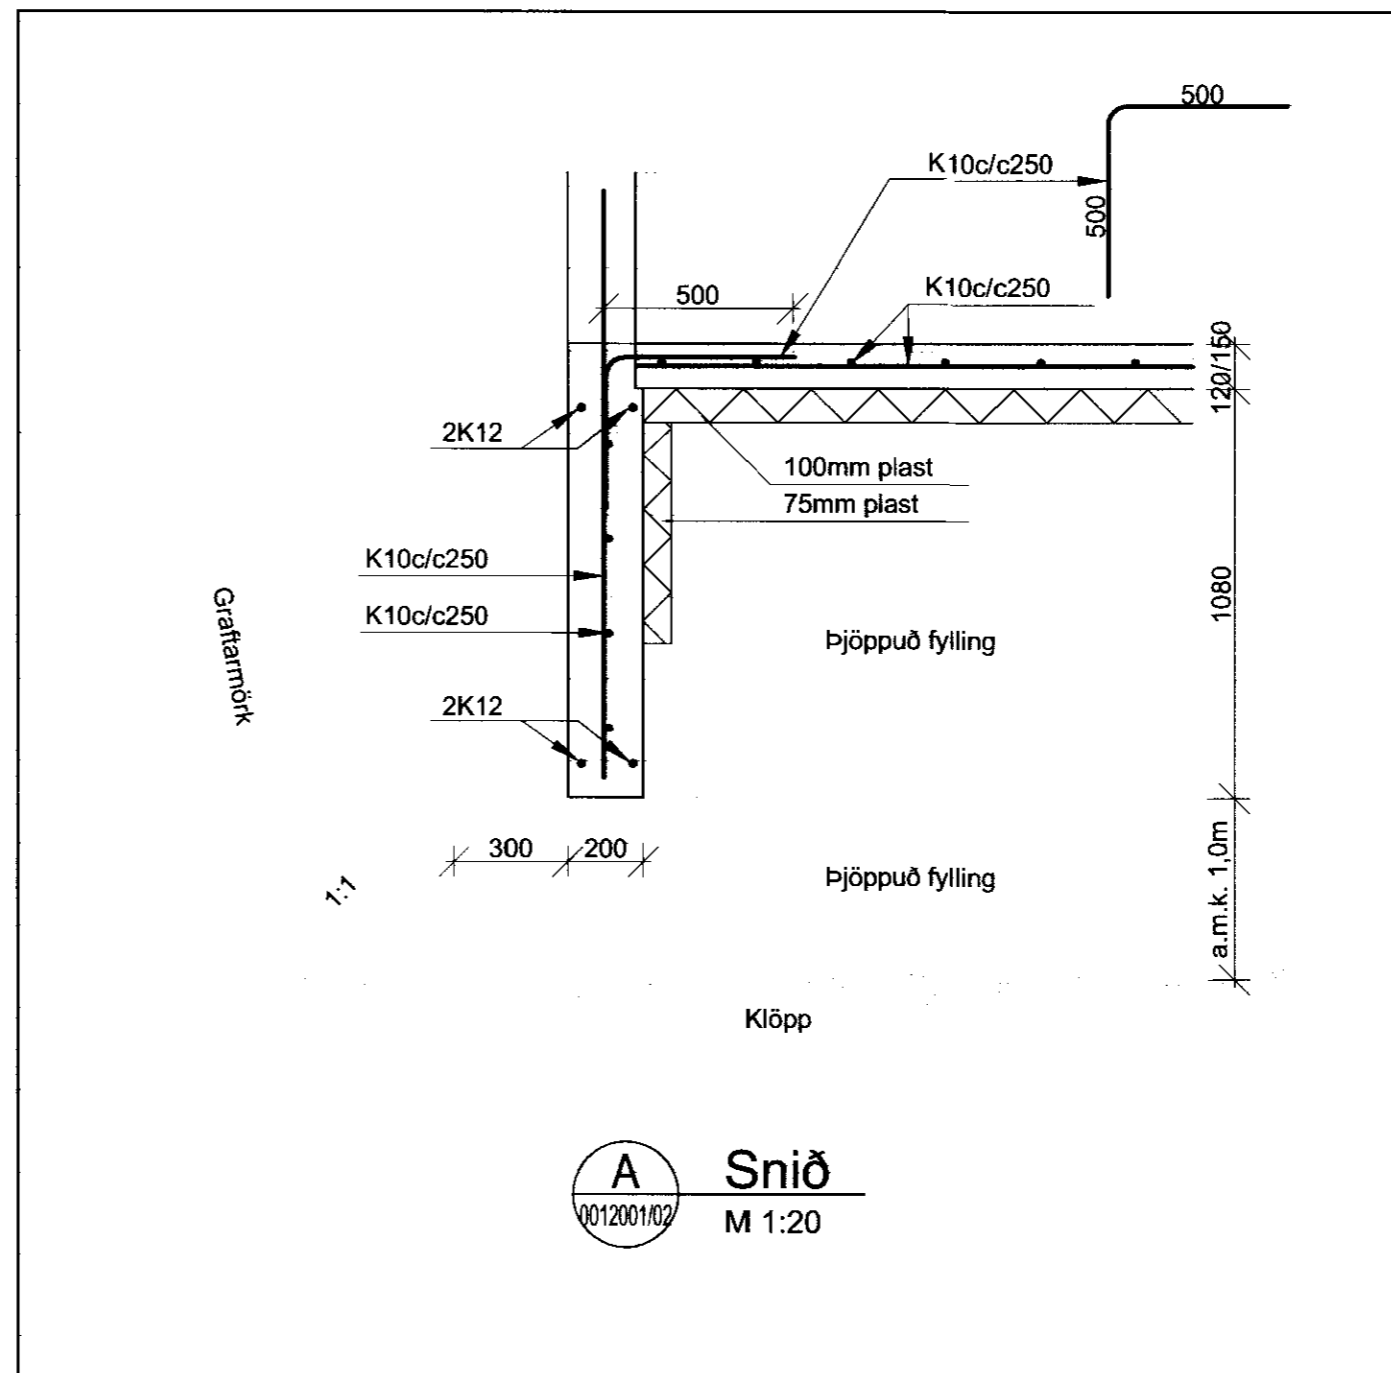 500
K10c/c250
500
K10c/c250
500
120/150
2K12
100mm plast
75mm plast
K10c/c250
K10c/c250
1080
Graftarmörk
Þjöppuð fylling
2K12
300
200
1:1
Þjöppuð fylling
a.m.k. 1,0m
Klöpp
A
0012001/02
Snið
M 1:20